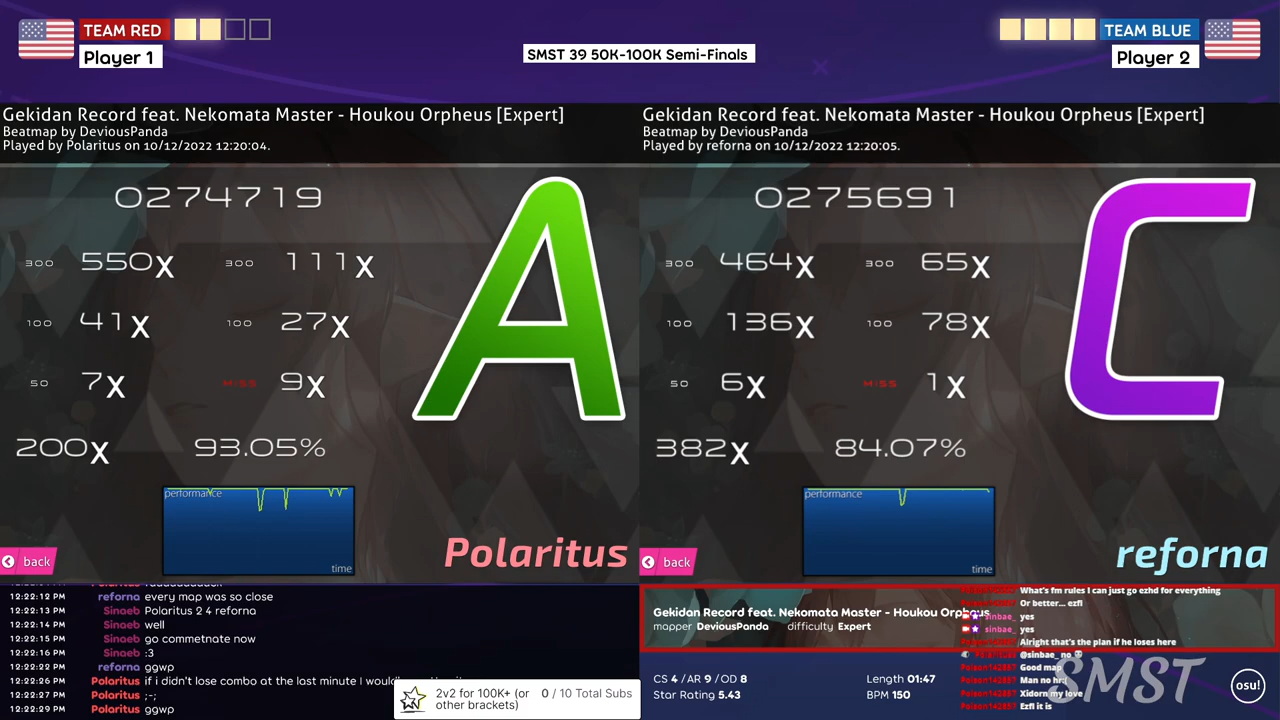 TEAM RED
Player 1
SMST 39 50K-100K Semi-Finals
TEAM BLUE
Player 2
Gekidan Record feat. Nekomata Master - Houkou Orpheus [Expert]
Beatmap by DeviousPanda
Played by Polaritus on 10/12/2022 12:20:04.
0274719
300 550x 300 111x
100 41x 100 27x
50 7x MISS 9x
200x 93.05%
A
performance
time
back
Polaritus
Gekidan Record feat. Nekomata Master - Houkou Orpheus [Expert]
Beatmap by DeviousPanda
Played by reforna on 10/12/2022 12:20:05.
0275691
300 464x 300 65x
100 136x 100 78x
50 6x MISS 1x
382x 84.07%
C
performance
time
back
reforna
12:22:12 PM reforna every map was so close
12:22:13 PM Sinaeb Polaritus 2 4 reforna
12:22:14 PM Sinaeb well
12:22:15 PM Sinaeb go commetnate now
12:22:16 PM Sinaeb :3
12:22:22 PM reforna ggwp
12:22:26 PM Polaritus if i didn't lose combo at the last minute i would
12:22:27 PM Polaritus ;-;
12:22:29 PM Polaritus ggwp
2v2 for 100K+ (or other brackets)
0 / 10 Total Subs
Gekidan Record feat. Nekomata Master - Houkou Orpheus
mapper DeviousPanda difficulty Expert
CS 4 / AR 9 / OD 8
Star Rating 5.43
Length 01:47
BPM 150
What's fm rules I can just go ezhd for everything
Or better... ezfl
sinbae_ yes
sinbae_ yes
Alright that's the plan if he loses here
@sinbae_ no
Poison142857 Good map
Poison142857 Man no hr:(
Poison142857 Xidorn my love
Poison142857 Ezfl it is
SMST
osu!